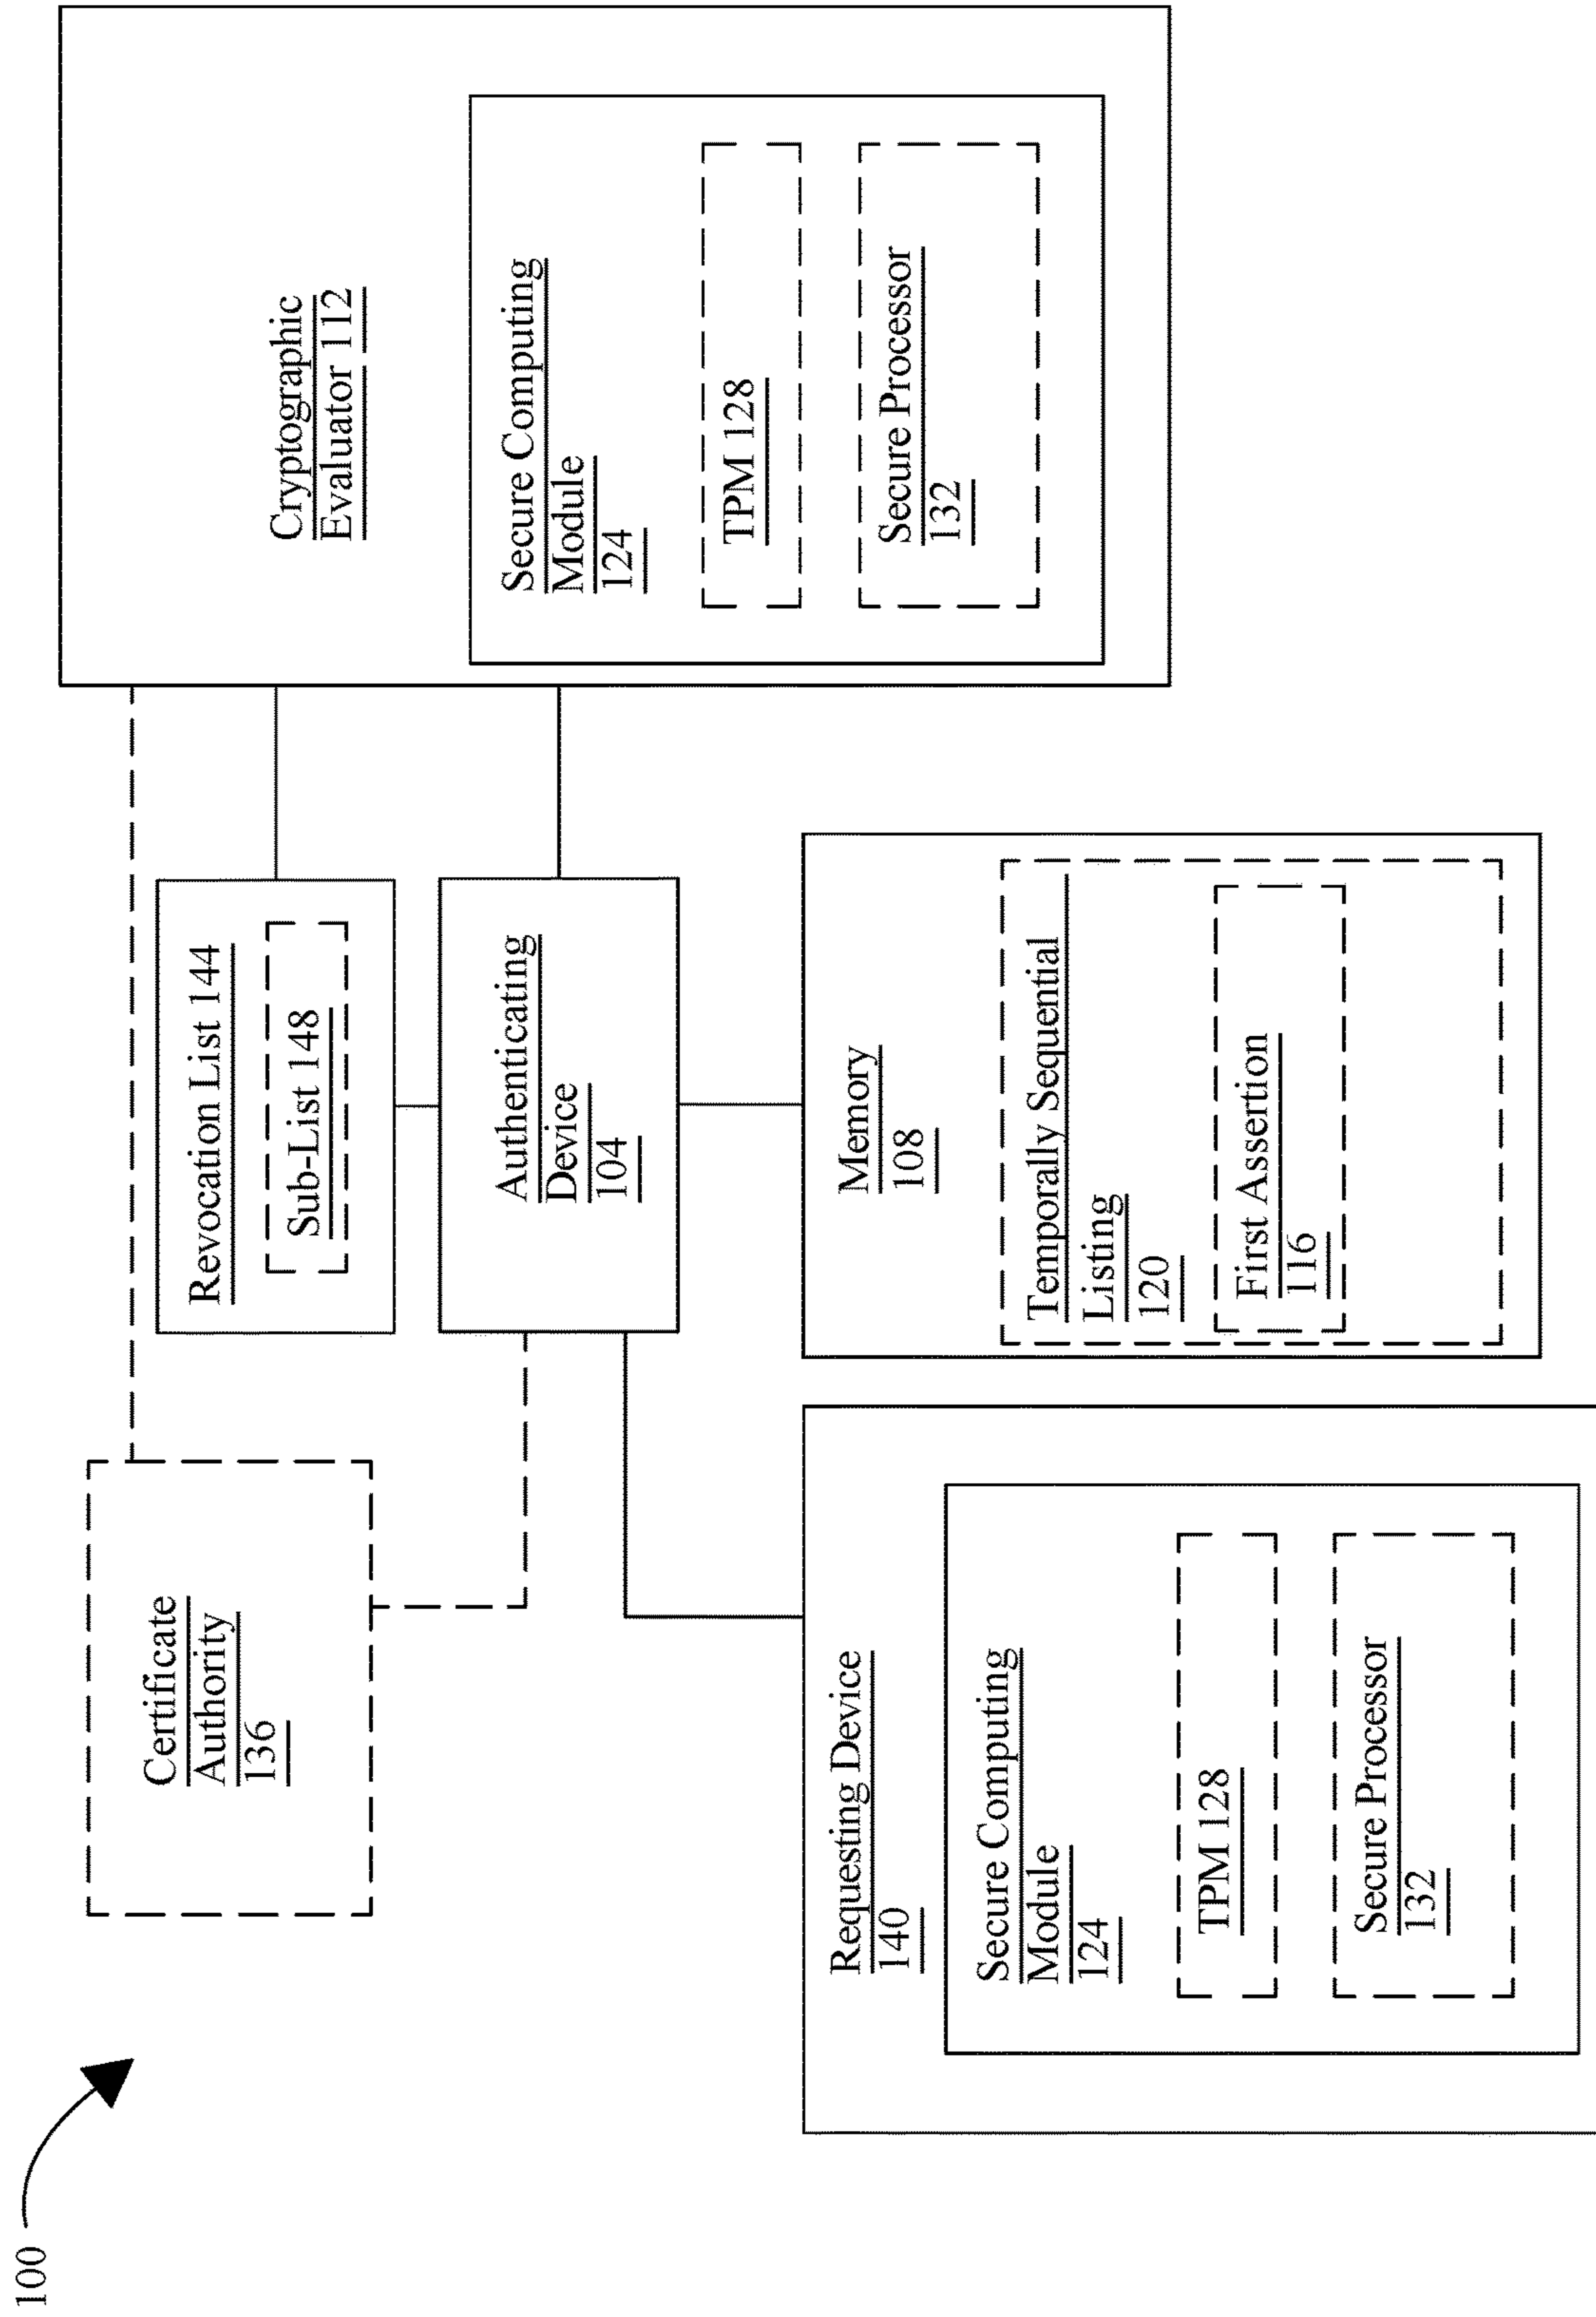 100
Certificate
Authority
136
Revocation List 144
Sub-List 148
Cryptographic
Evaluator 112
Secure Computing
Module
124
TPM 128
Secure Processor
132
Authenticating
Device
104
Requesting Device
140
Secure Computing
Module
124
TPM 128
Secure Processor
132
Memory
108
Temporally Sequential
Listing
120
First Assertion
116